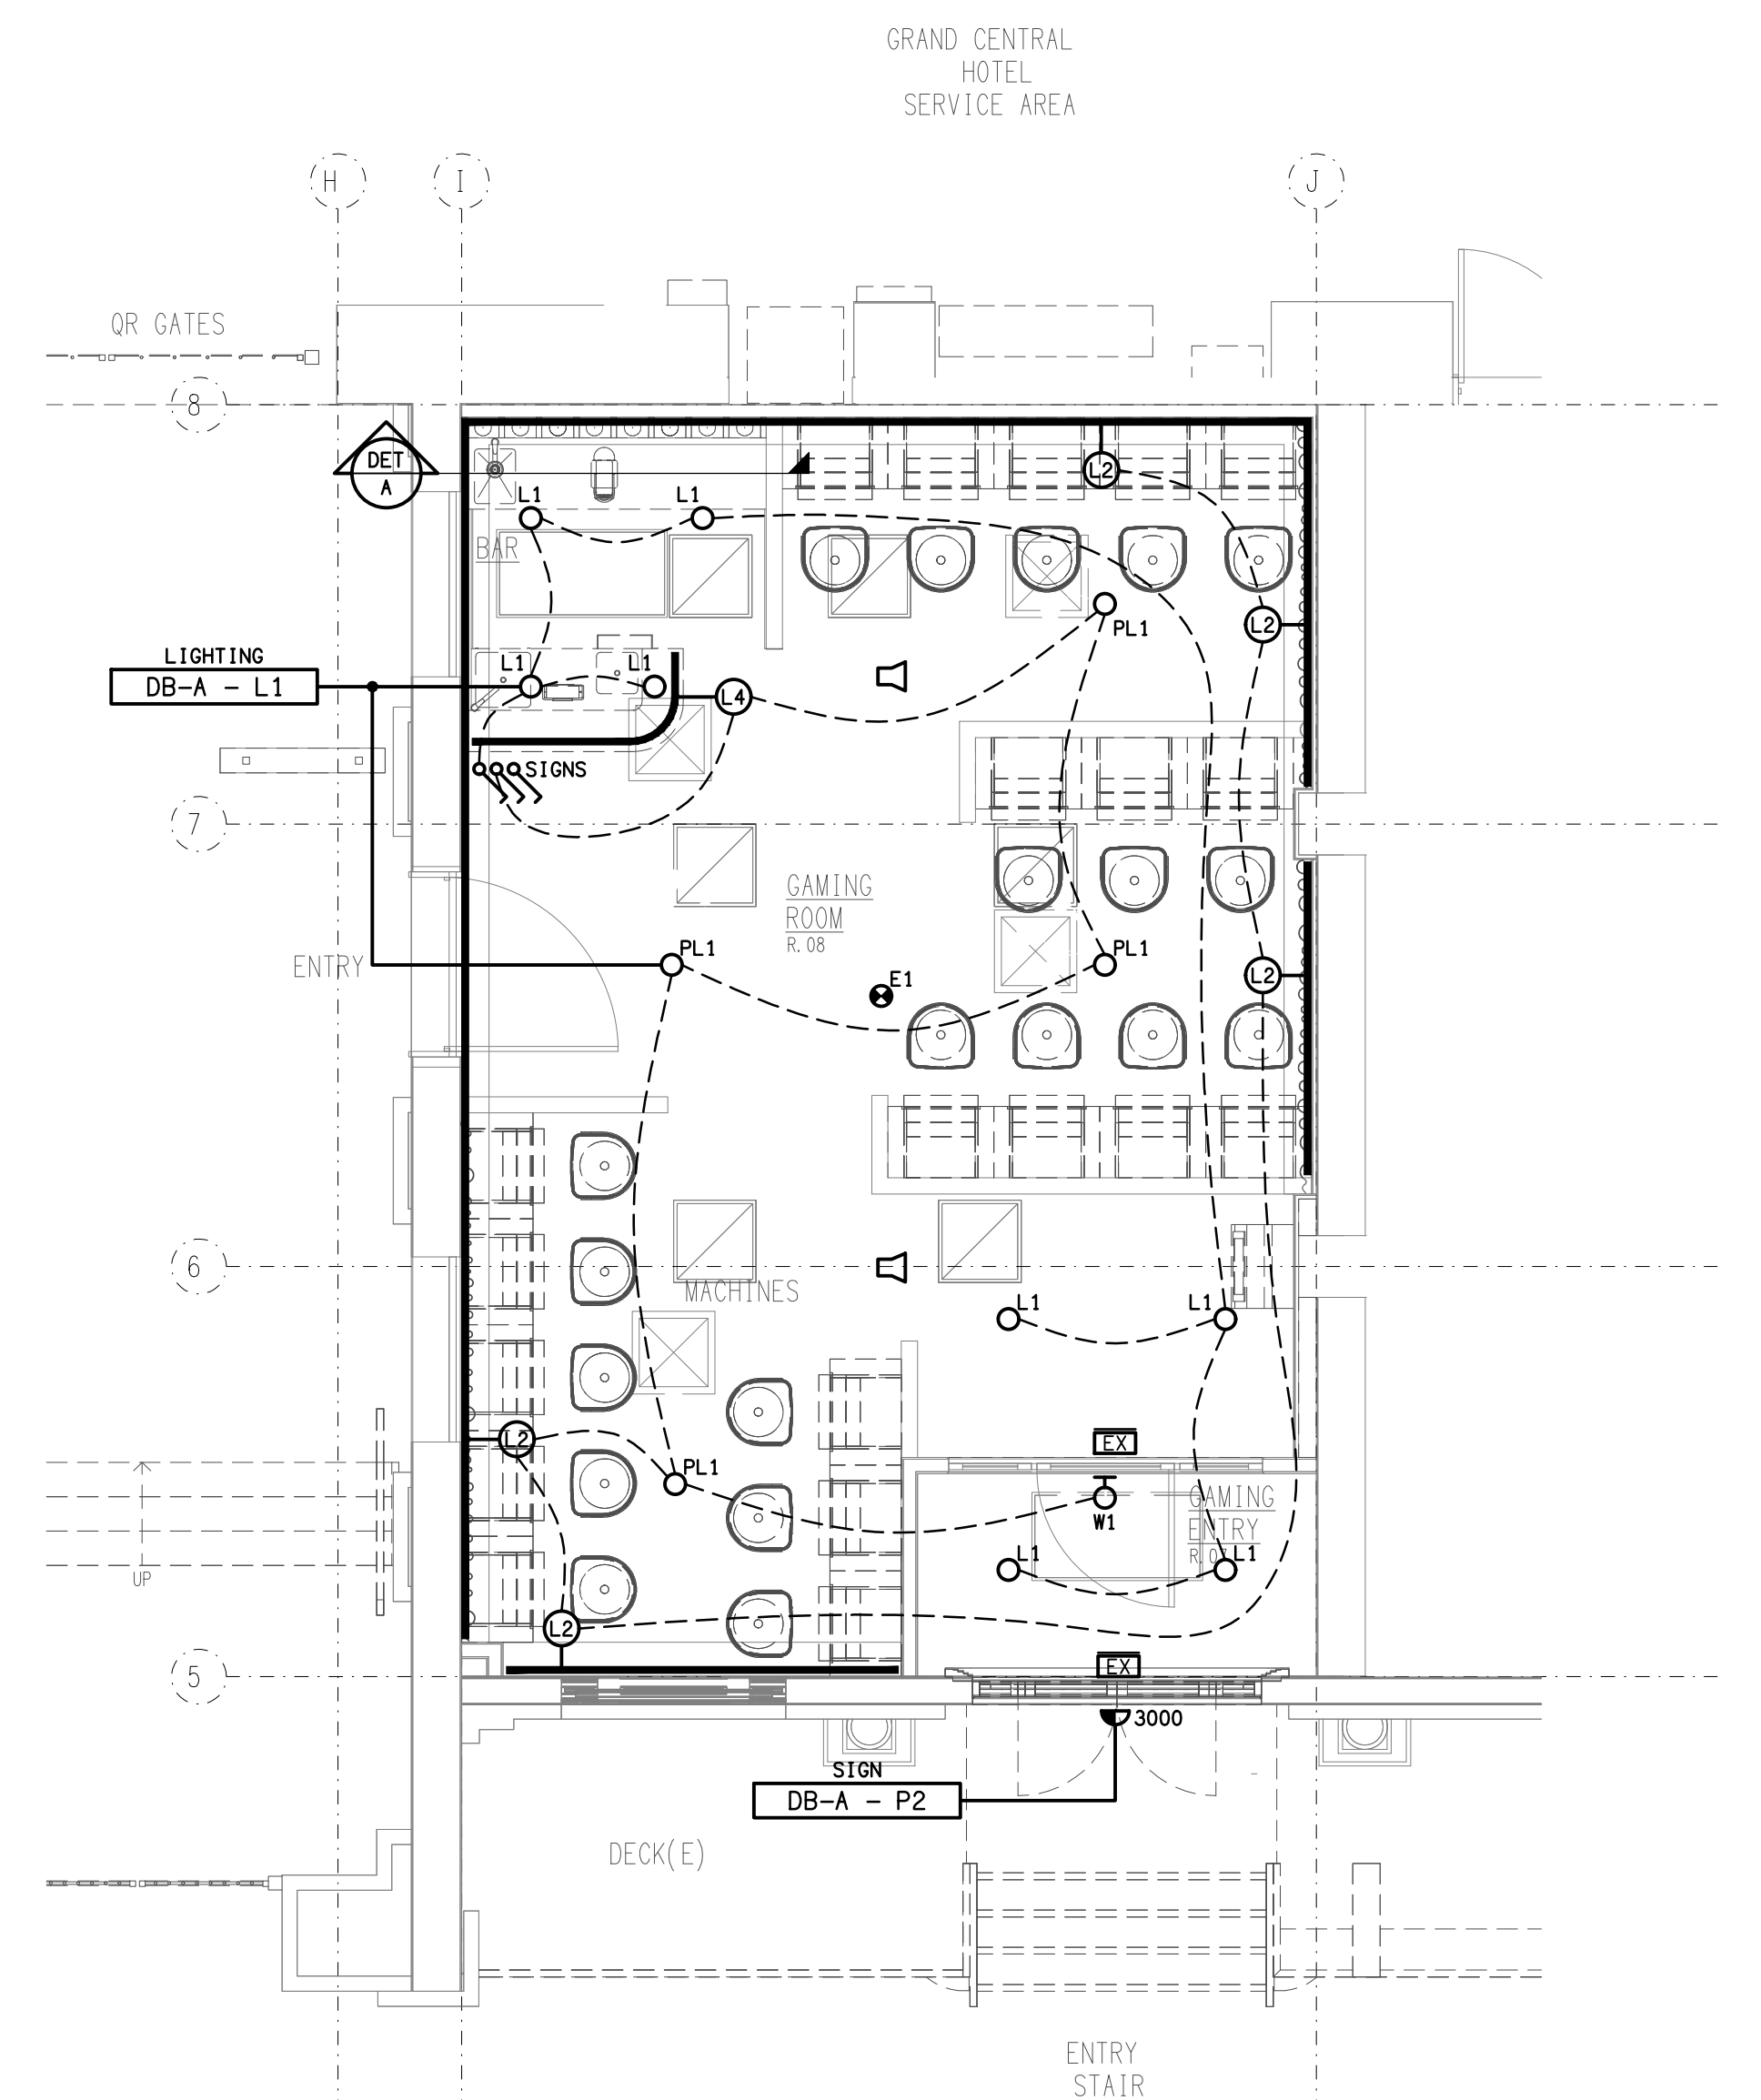 GRAND CENTRAL
HOTEL
SERVICE AREA
H
I
J
QR GATES
8
DET
A
L2
L1
L1
BAR
L2
PL1
LIGHTING
DB-A - L1
L1
L1
L4
SIGNS
7
GAMING
ROOM
R.08
ENTRY
PL1
PL1
L2
E1
6
MACHINES
L1
L1
L2
EX
PL1
GAMING
ENTRY
R.07
W1
L1
L1
UP
L2
5
EX
3000
SIGN
DB-A - P2
DECK(E)
ENTRY
STAIR